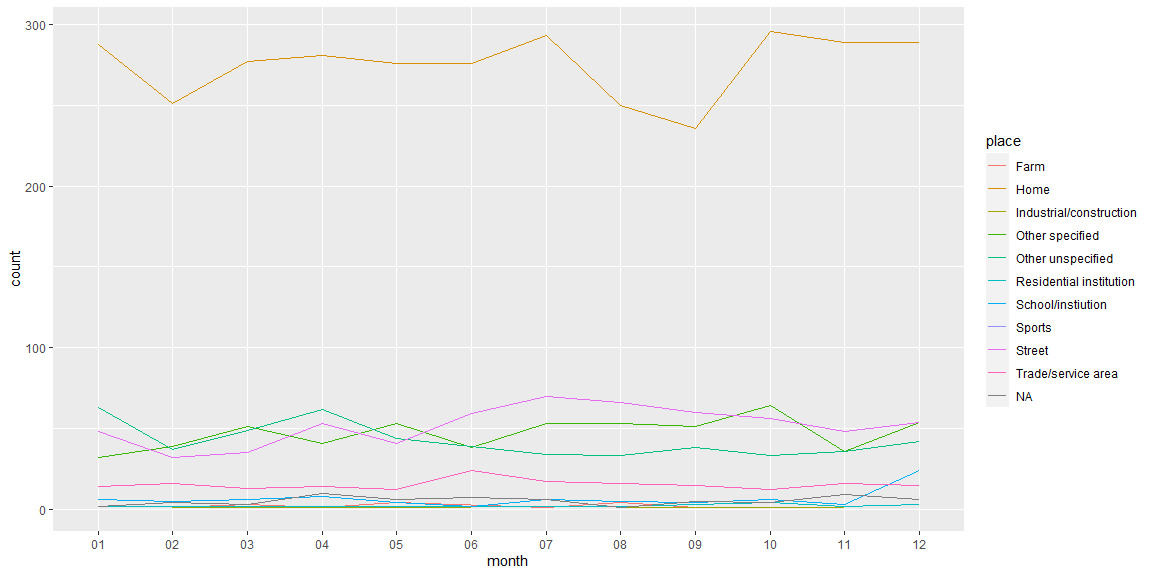 300
200
100
0
count
01 02 03 04 05 06 07 08 09 10 11 12
month
place
Farm
Home
Industrial/construction
Other specified
Other unspecified
Residential institution
School/instiution
Sports
Street
Trade/service area
NA